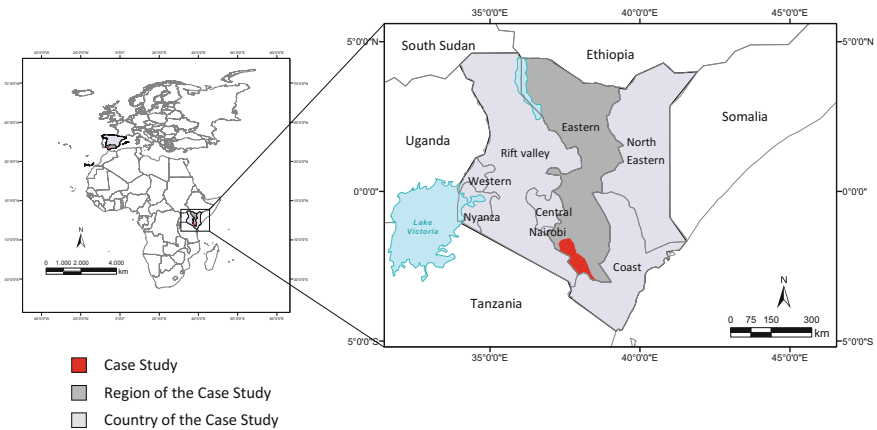 35°0'0"E
40°0'0"E
45°0'0"E
5°0'0"N
5°0'0"N
South Sudan
Ethiopia
Somalia
Eastern
North
Eastern
Uganda
Rift valley
Western
0°0'0"
0°0'0"
Lake
Victoria
Nyanza
Central
Nairobi
Coast
Tanzania
N
0 75 150 300
km
5°0'0"S
5°0'0"S
35°0'0"E
40°0'0"E
45°0'0"E
N
0 1.000 2.000 4.000
km
Case Study
Region of the Case Study
Country of the Case Study